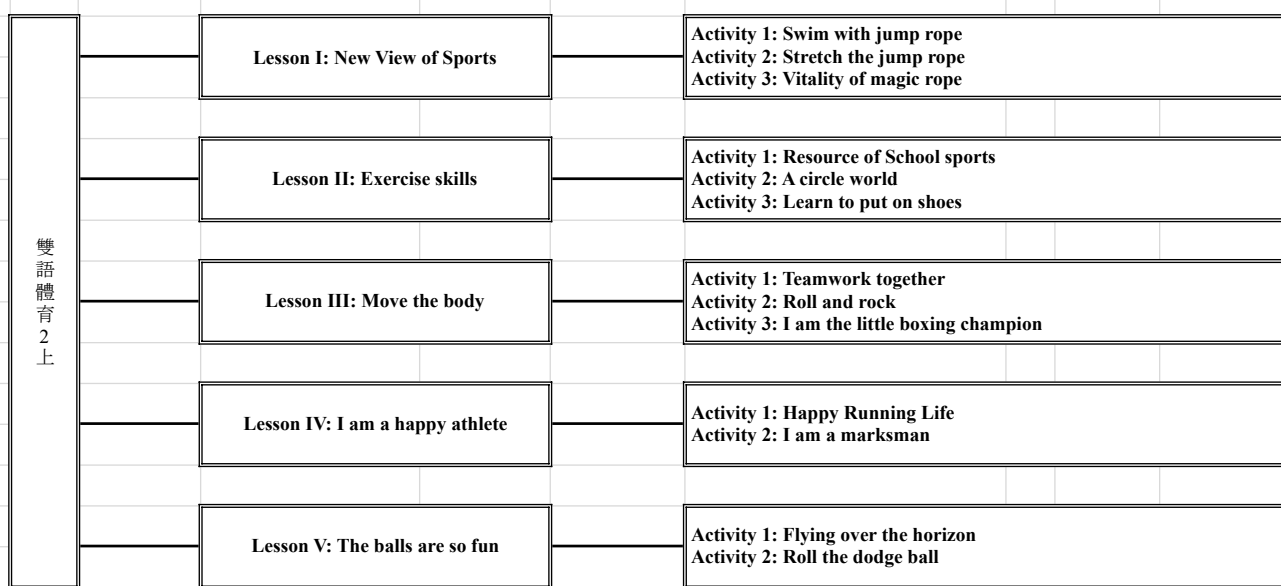 雙語體育2上
Lesson I: New View of Sports
Activity 1: Swim with jump rope
Activity 2: Stretch the jump rope
Activity 3: Vitality of magic rope
Lesson II: Exercise skills
Activity 1: Resource of School sports
Activity 2: A circle world
Activity 3: Learn to put on shoes
Lesson III: Move the body
Activity 1: Teamwork together
Activity 2: Roll and rock
Activity 3: I am the little boxing champion
Lesson IV: I am a happy athlete
Activity 1: Happy Running Life
Activity 2: I am a marksman
Lesson V: The balls are so fun
Activity 1: Flying over the horizon
Activity 2: Roll the dodge ball